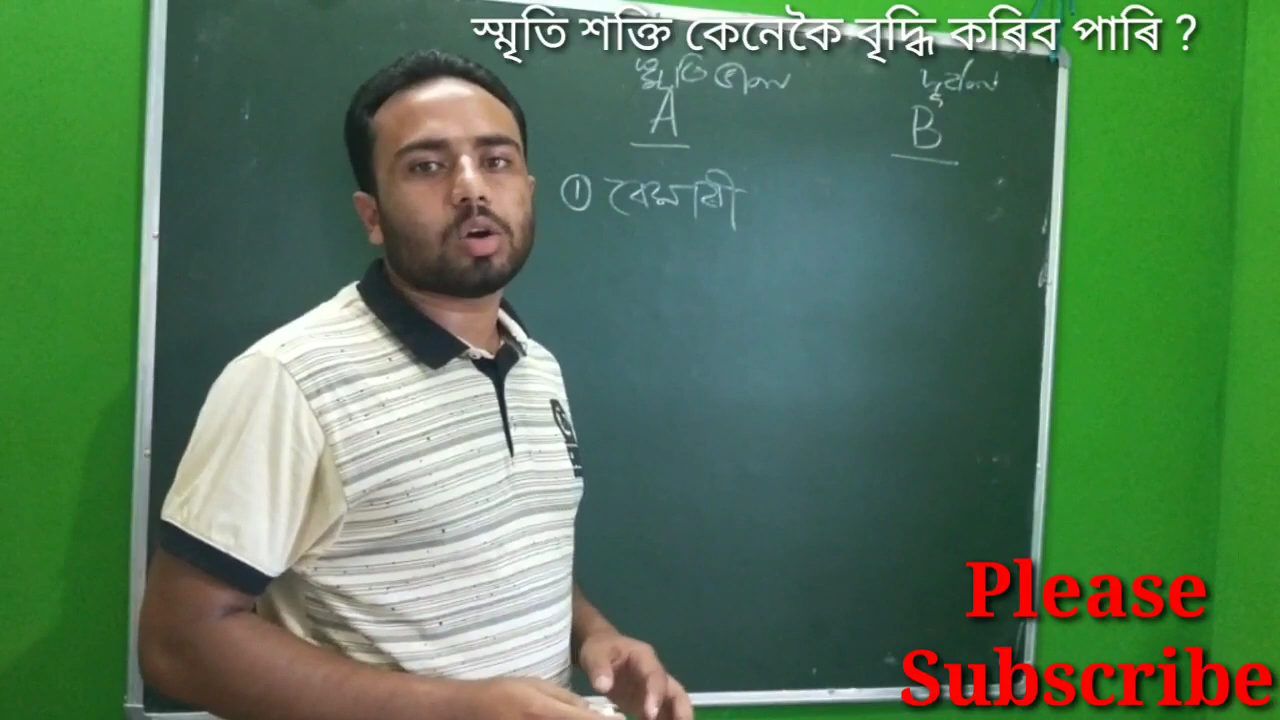 স্মৃতি শক্তি কেনেকৈ বৃদ্ধি কৰিব পাৰি ?
স্মৃতি ভাল দুৰ্বল
A B
①
Please
Subscribe